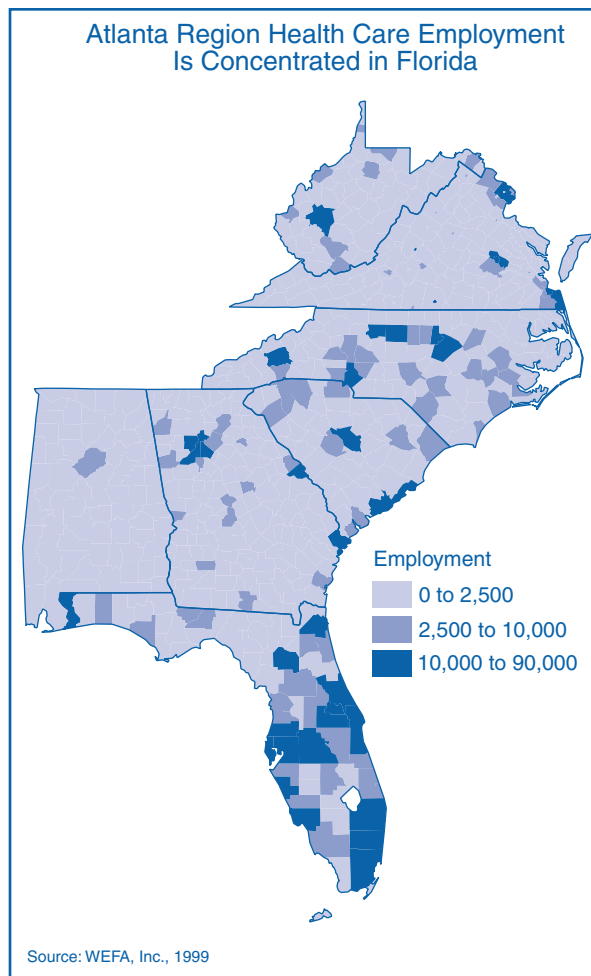 Atlanta Region Health Care Employment
Is Concentrated in Florida
Employment
0 to 2,500
2,500 to 10,000
10,000 to 90,000
Source: WEFA, Inc., 1999